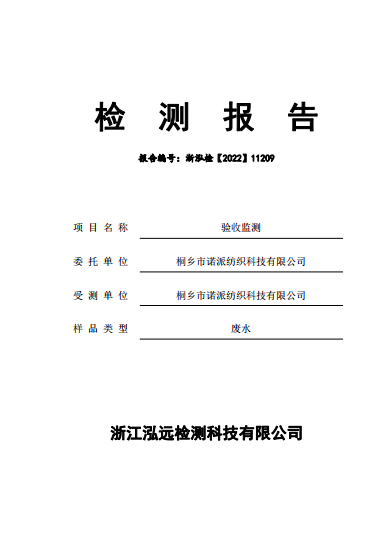 检测报告
报告编号：浙泓检【2022】11209
项目名称 验收监测
委托单位 桐乡市诺派纺织科技有限公司
受测单位 桐乡市诺派纺织科技有限公司
样品类型 废水
浙江泓远检测科技有限公司